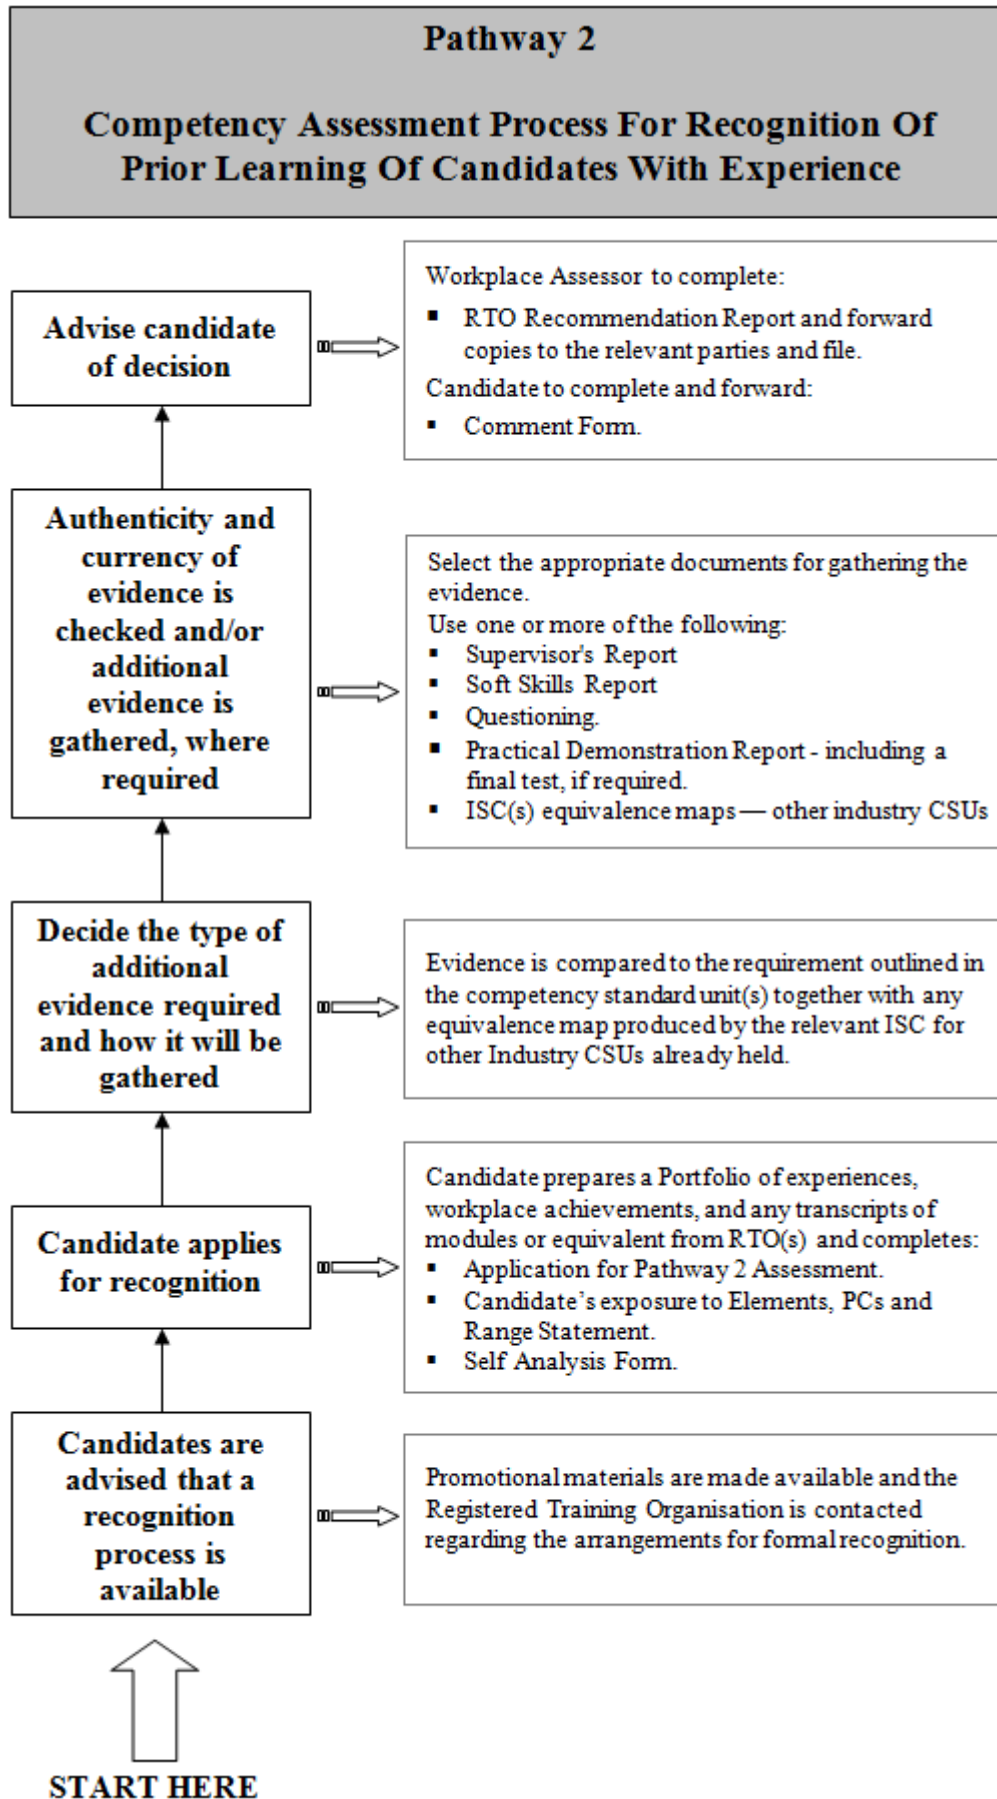 Pathway 2
Competency Assessment Process For Recognition Of
Prior Learning Of Candidates With Experience
Advise candidate
of decision
Workplace Assessor to complete:
▪ RTO Recommendation Report and forward
copies to the relevant parties and file.
Candidate to complete and forward:
▪ Comment Form.
Authenticity and
currency of
evidence is
checked and/or
additional
evidence is
gathered, where
required
Select the appropriate documents for gathering the
evidence.
Use one or more of the following:
▪ Supervisor's Report
▪ Soft Skills Report
▪ Questioning.
▪ Practical Demonstration Report - including a
final test, if required.
▪ ISC(s) equivalence maps — other industry CSUs
Decide the type of
additional
evidence required
and how it will be
gathered
Evidence is compared to the requirement outlined in
the competency standard unit(s) together with any
equivalence map produced by the relevant ISC for
other Industry CSUs already held.
Candidate applies
for recognition
Candidate prepares a Portfolio of experiences,
workplace achievements, and any transcripts of
modules or equivalent from RTO(s) and completes:
▪ Application for Pathway 2 Assessment.
▪ Candidate’s exposure to Elements, PCs and
Range Statement.
▪ Self Analysis Form.
Candidates are
advised that a
recognition
process is
available
Promotional materials are made available and the
Registered Training Organisation is contacted
regarding the arrangements for formal recognition.
START HERE